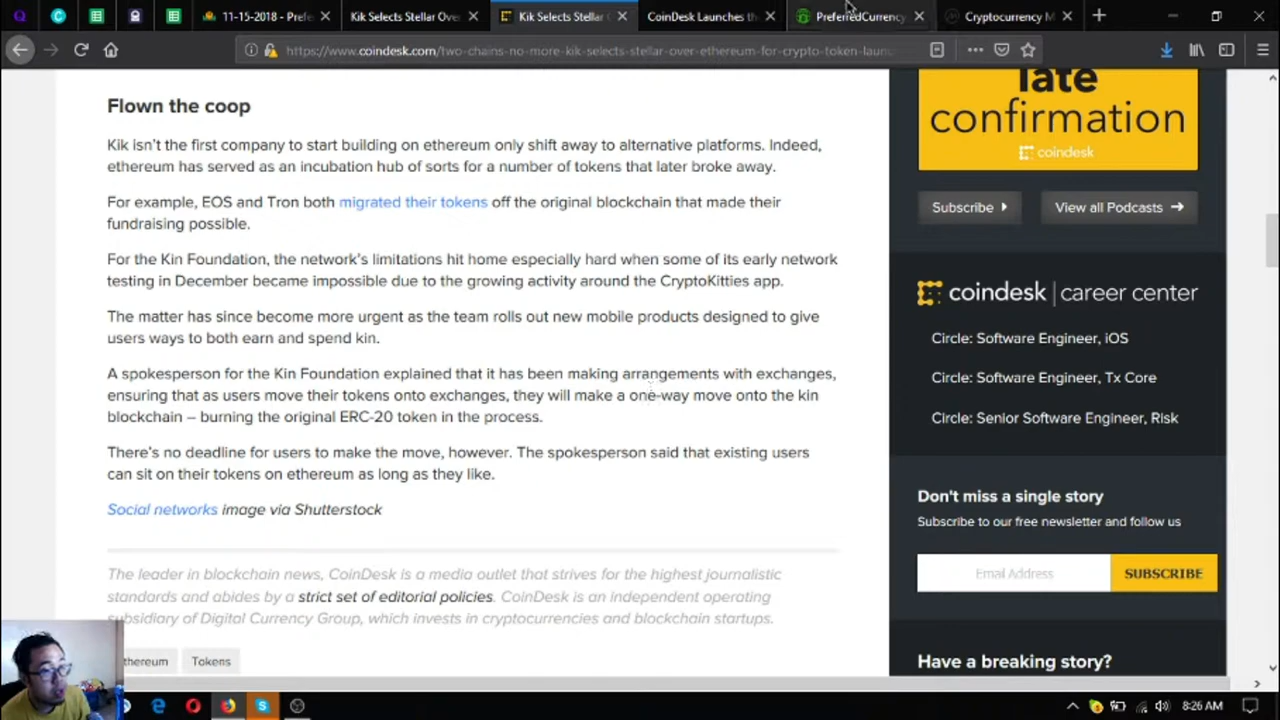 11-15-2018 - Prefe
Kik Selects Stellar Ove
Kik Selects Stellar O
CoinDesk Launches th
PreferredCurrency
Cryptocurrency M
https://www.coindesk.com/two-chains-no-more-kik-selects-stellar-over-ethereum-for-crypto-token-laun
Flown the coop
Kik isn't the first company to start building on ethereum only shift away to alternative platforms. Indeed,
ethereum has served as an incubation hub of sorts for a number of tokens that later broke away.
For example, EOS and Tron both migrated their tokens off the original blockchain that made their
fundraising possible.
For the Kin Foundation, the network's limitations hit home especially hard when some of its early network
testing in December became impossible due to the growing activity around the CryptoKitties app.
The matter has since become more urgent as the team rolls out new mobile products designed to give
users ways to both earn and spend kin.
A spokesperson for the Kin Foundation explained that it has been making arrangements with exchanges,
ensuring that as users move their tokens onto exchanges, they will make a one-way move onto the kin
blockchain – burning the original ERC-20 token in the process.
There's no deadline for users to make the move, however. The spokesperson said that existing users
can sit on their tokens on ethereum as long as they like.
Social networks image via Shutterstock
The leader in blockchain news, CoinDesk is a media outlet that strives for the highest journalistic
standards and abides by a strict set of editorial policies. CoinDesk is an independent operating
subsidiary of Digital Currency Group, which invests in cryptocurrencies and blockchain startups.
thereum
Tokens
late
confirmation
coindesk
Subscribe
View all Podcasts
coindesk | career center
Circle: Software Engineer, iOS
Circle: Software Engineer, Tx Core
Circle: Senior Software Engineer, Risk
Don't miss a single story
Subscribe to our free newsletter and follow us
Email Address
SUBSCRIBE
Have a breaking story?
8:26 AM